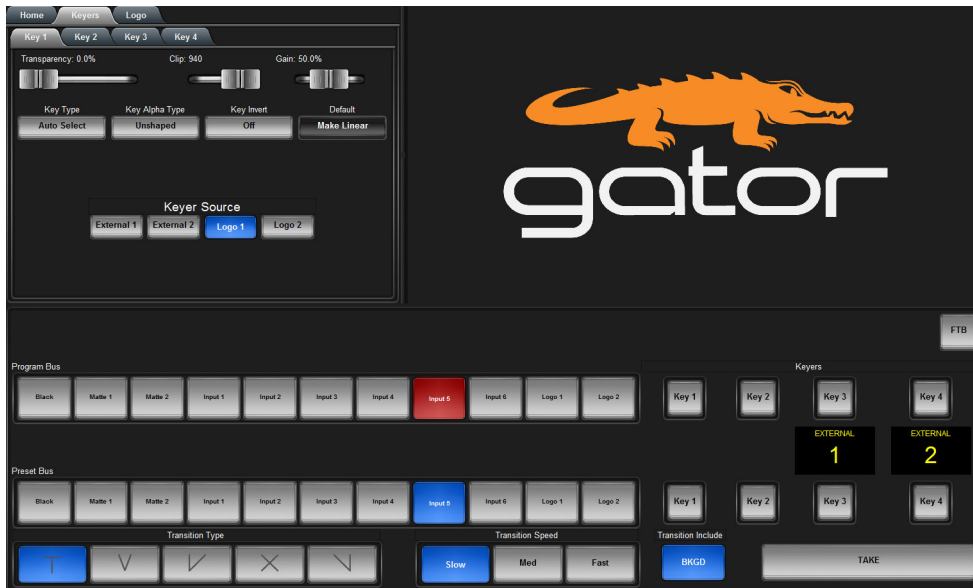 Home Keyers Logo
Key 1 Key 2 Key 3 Key 4
Transparency: 0.0% Clip: 940 Gain: 50.0%
Key Type Key Alpha Type Key Invert Default
Auto Select Unshaped Off Make Linear
Keyer Source
External 1 External 2 Logo 1 Logo 2
gator
FTB
Program Bus Keyers
Black Matte 1 Matte 2 Input 1 Input 2 Input 3 Input 4 Input 5 Input 6 Logo 1 Logo 2 Key 1 Key 2 Key 3 Key 4
EXTERNAL EXTERNAL
1 2
Preset Bus
Black Matte 1 Matte 2 Input 1 Input 2 Input 3 Input 4 Input 5 Input 6 Logo 1 Logo 2 Key 1 Key 2 Key 3 Key 4
Transition Type Transition Speed Transition Include
Slow Med Fast BKGD TAKE